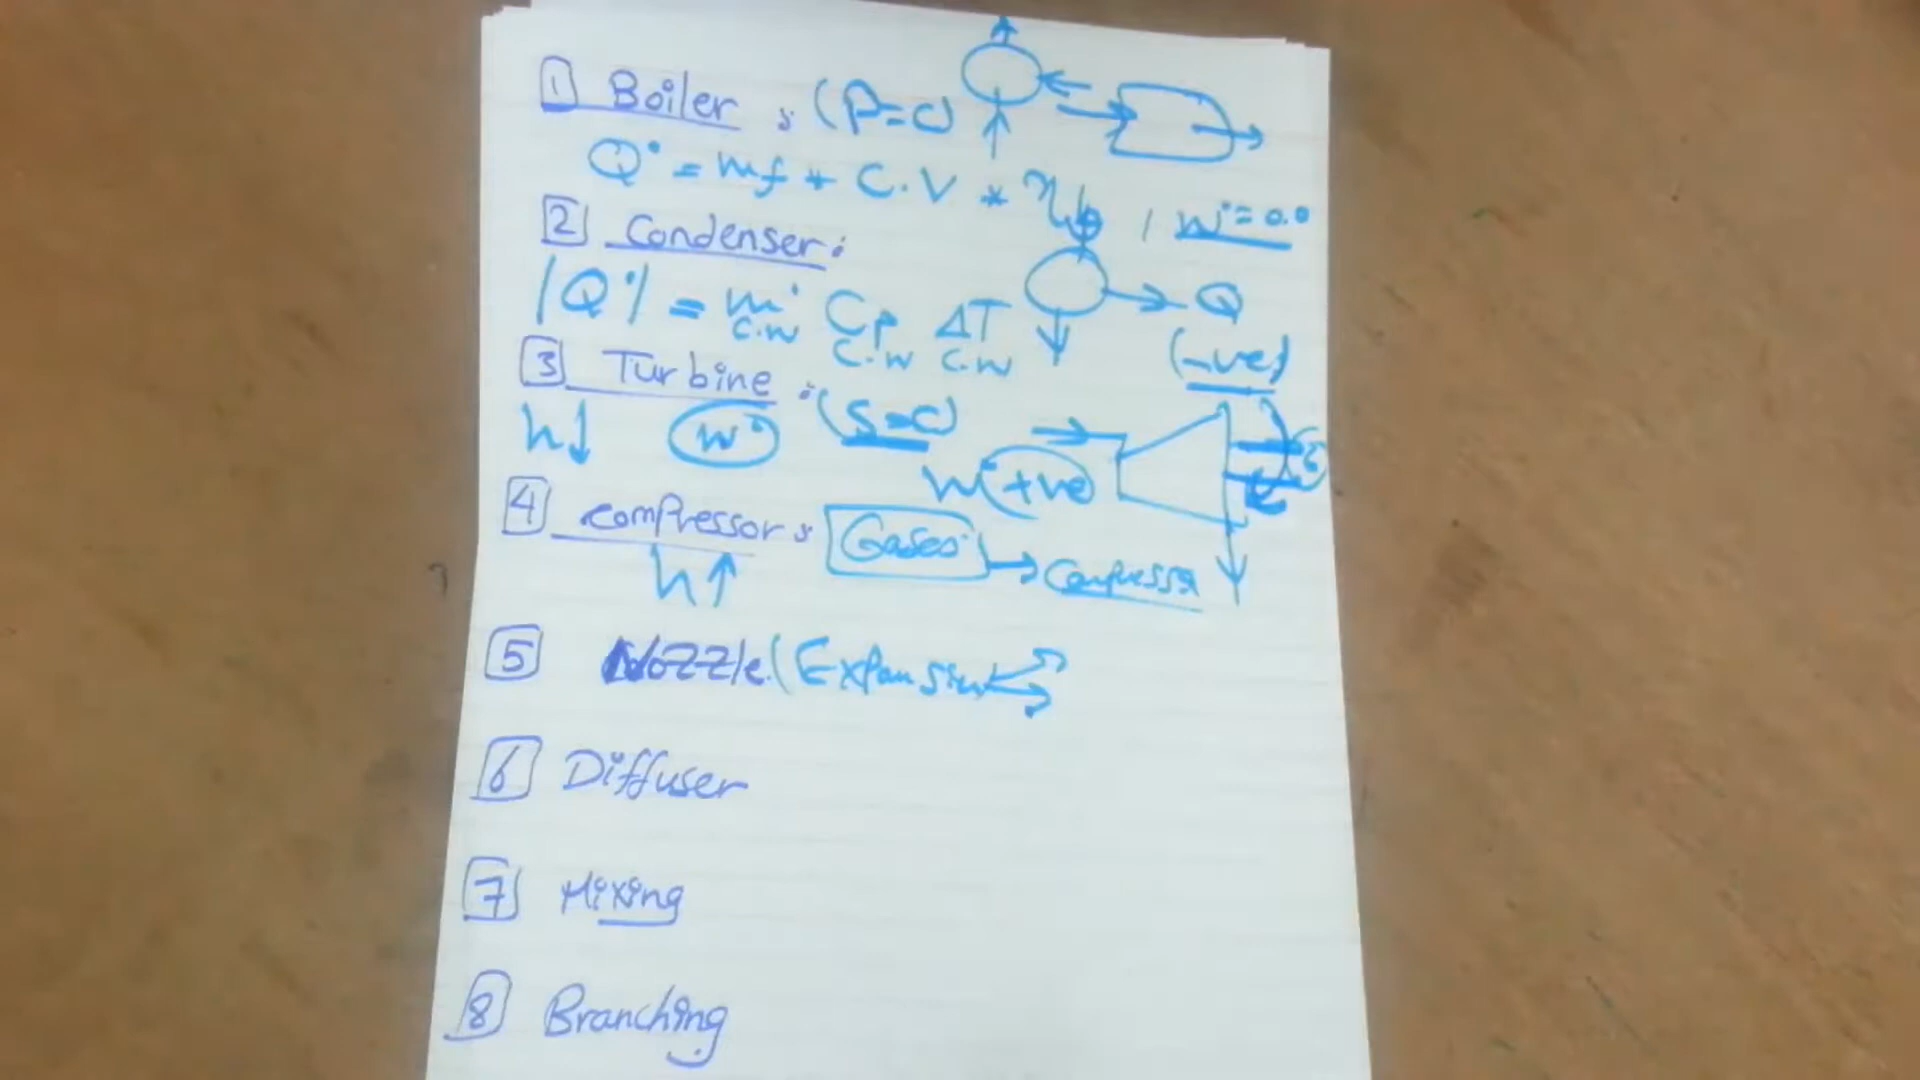 1 Boiler : (P=c)
Q° = mf * C.V * η / W° = 0.0
2 Condenser :
|Q°| = m° Cp ΔT → Q
C.W C.W C.W
(-ve)
3 Turbine : (S=c)
h↓ W°
W° +ve
4 compressor : Gases → Compressor
h↑
5 Nozzle (Expansion
6 Diffuser
7 Mixing
8 Branching